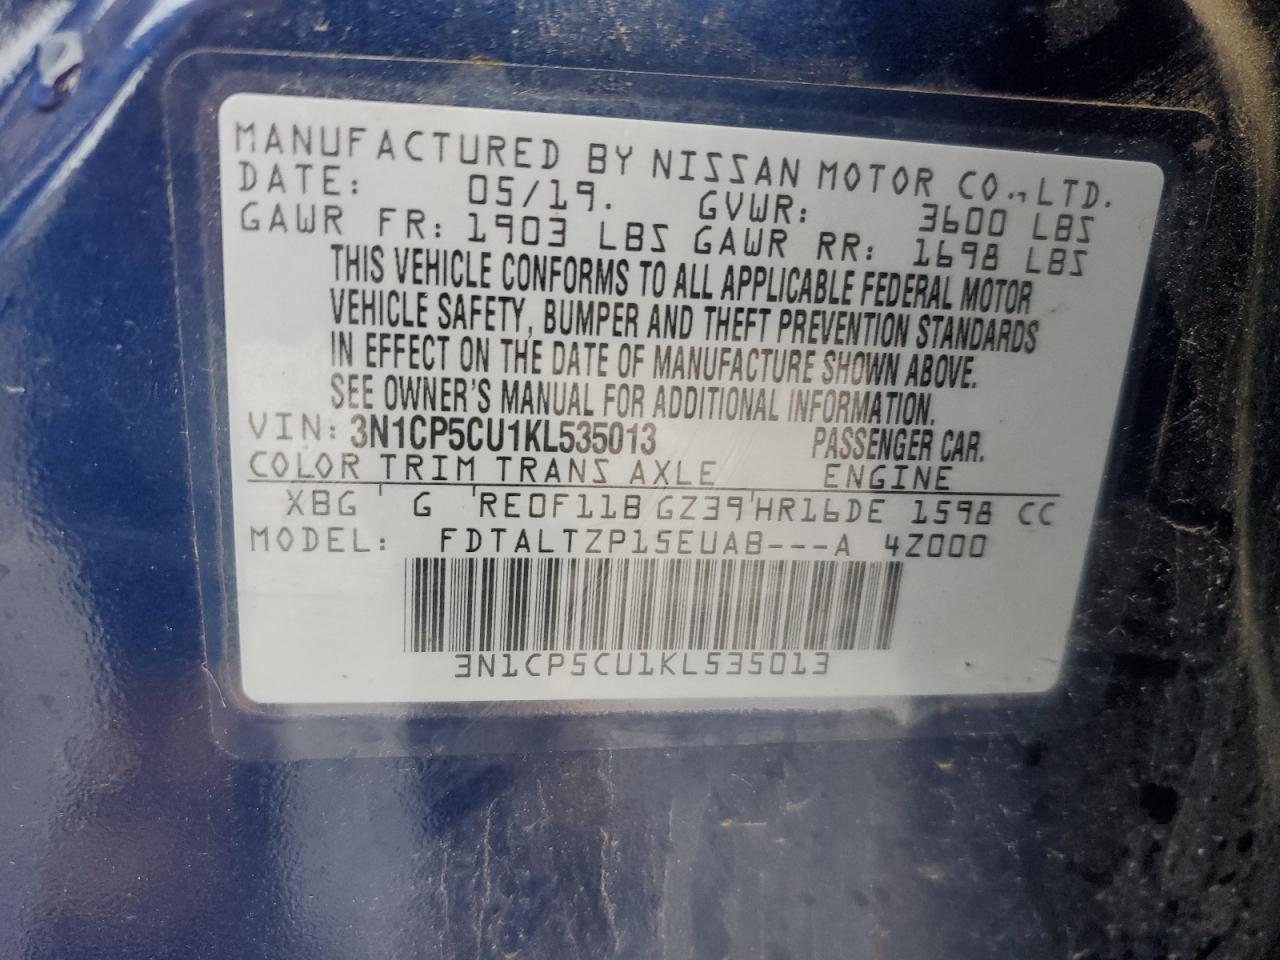 MANUFACTURED BY NISSAN MOTOR CO., LTD.
DATE: 05/19. GVWR: 3600 LBS
GAWR FR: 1903 LBS GAWR RR: 1698 LBS
THIS VEHICLE CONFORMS TO ALL APPLICABLE FEDERAL MOTOR
VEHICLE SAFETY, BUMPER AND THEFT PREVENTION STANDARDS
IN EFFECT ON THE DATE OF MANUFACTURE SHOWN ABOVE.
SEE OWNER'S MANUAL FOR ADDITIONAL INFORMATION.
VIN: 3N1CP5CU1KL535013 PASSENGER CAR.
COLOR TRIM TRANS AXLE ENGINE
XBG G RE0F11B GZ39 HR16DE 1598 CC
MODEL: FDTALTZP15EUAB---A 4Z000
3N1CP5CU1KL535013